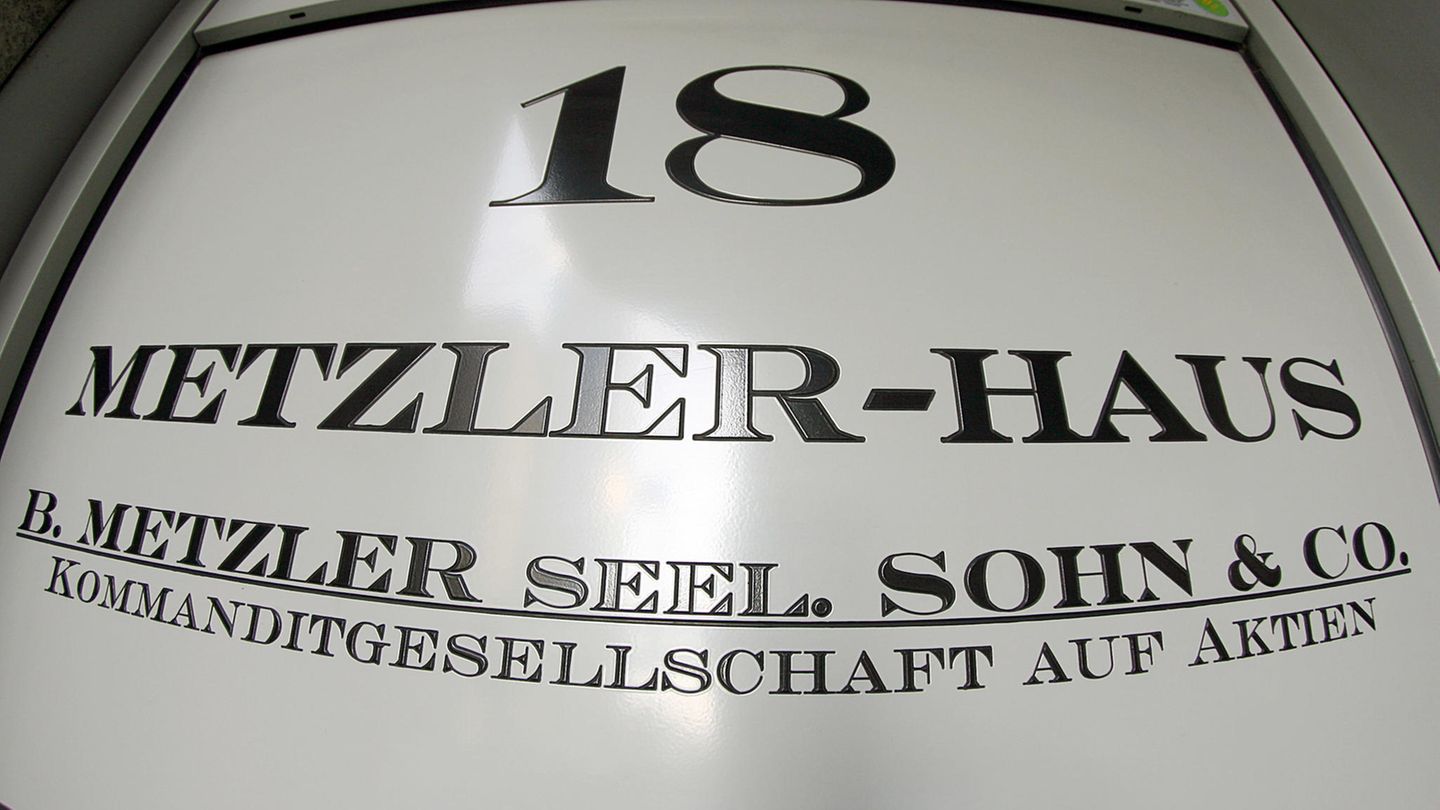 18
METZLER-HAUS
B. METZLER SEEL. SOHN & CO.
KOMMANDITGESELLSCHAFT AUF AKTIEN